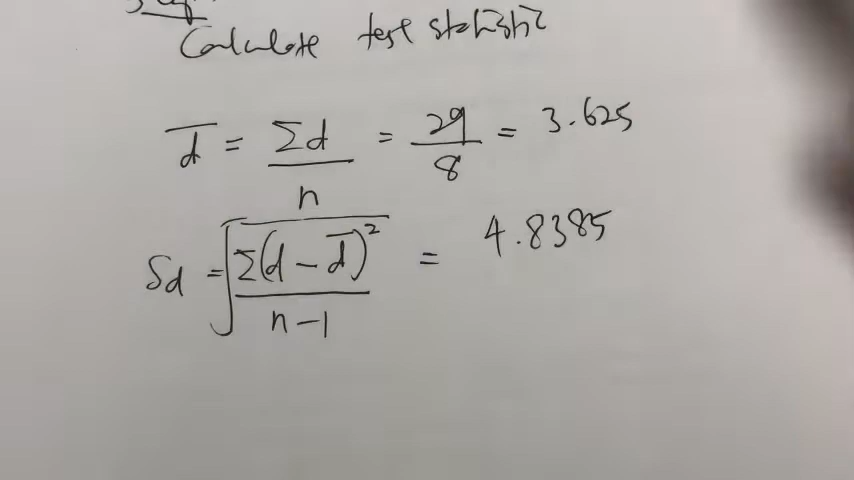 Calculate test statistic
d̄ = Σd / n = 29 / 8 = 3.625
Sd = √(Σ(d − d̄)² / (n − 1)) = 4.8385